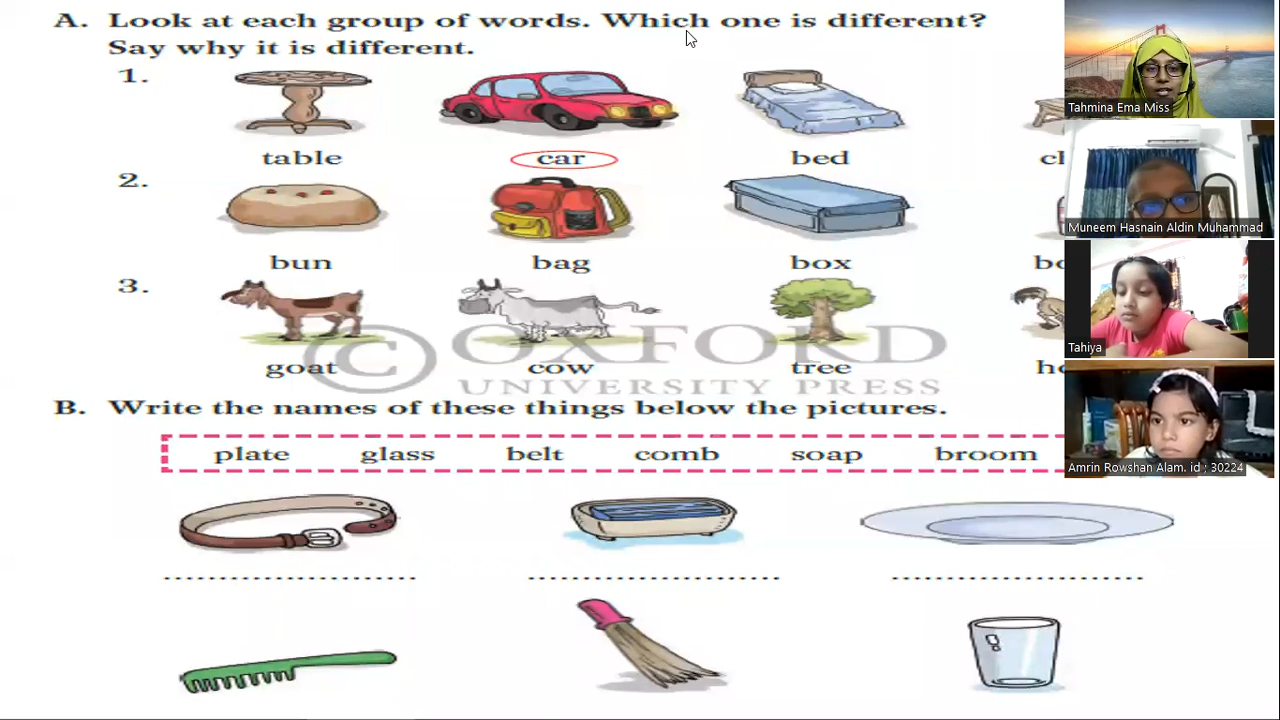 A. Look at each group of words. Which one is different?
Say why it is different.
1.
table car bed
2.
bun bag box
3.
goat cow tree
© OXFORD
UNIVERSITY PRESS
B. Write the names of these things below the pictures.
plate glass belt comb soap broom
Tahmina Ema Miss
Muneem Hasnain Aldin Muhammad
Tahiya
Amrin Rowshan Alam. id ; 30224